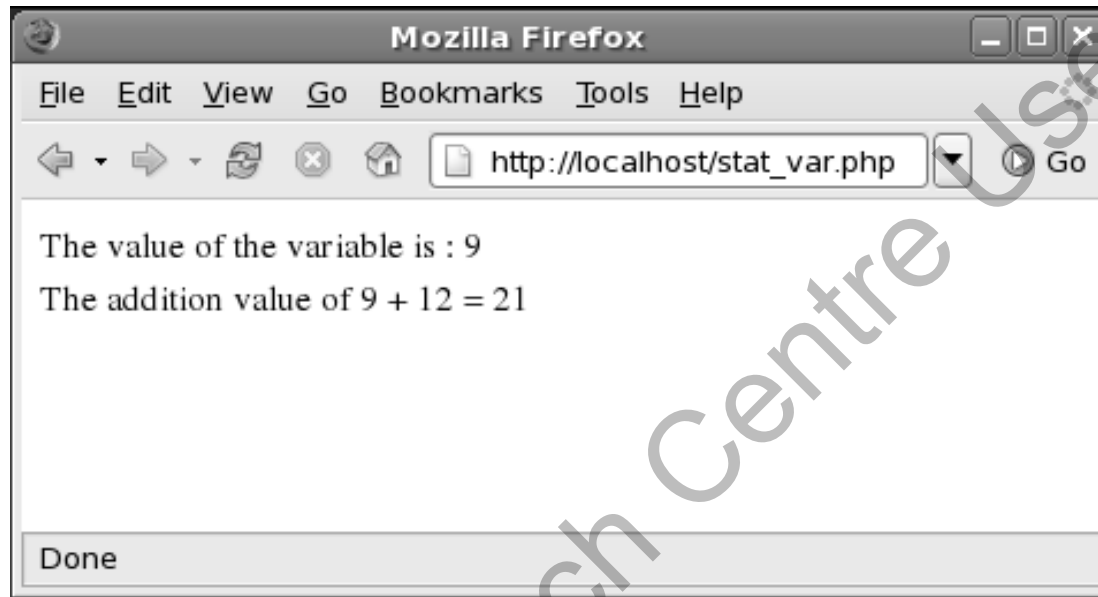 Mozilla Firefox
File Edit View Go Bookmarks Tools Help
http://localhost/stat_var.php Go
The value of the variable is : 9
The addition value of 9 + 12 = 21
Done
Centre